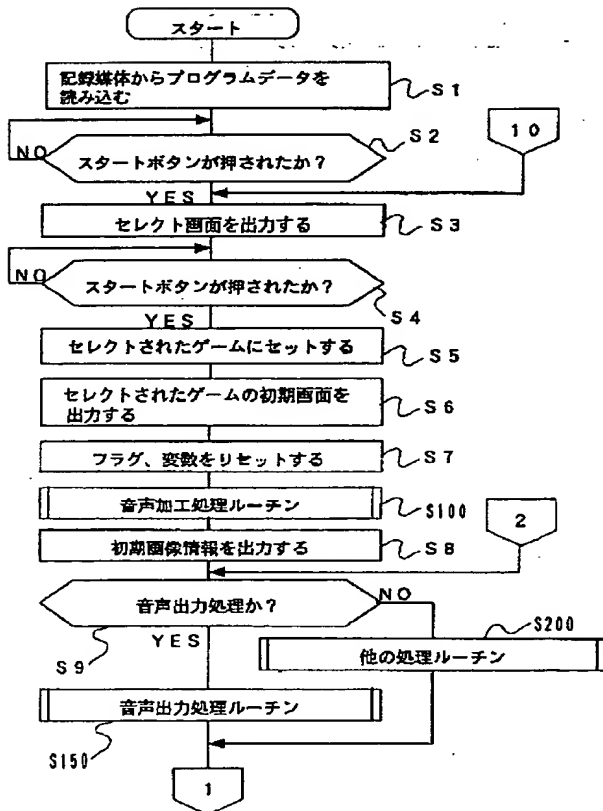 スタート
記録媒体からプログラムデータを
読み込む
S1
NO
スタートボタンが押されたか?
S2
10
YES
セレクト画面を出力する
S3
NO
スタートボタンが押されたか?
S4
YES
セレクトされたゲームにセットする
S5
セレクトされたゲームの初期画面を
出力する
S6
フラグ、変数をリセットする
S7
音声加工処理ルーチン
S100
初期画像情報を出力する
S8
2
音声出力処理か?
NO
S9
YES
S200
他の処理ルーチン
音声出力処理ルーチン
S150
1